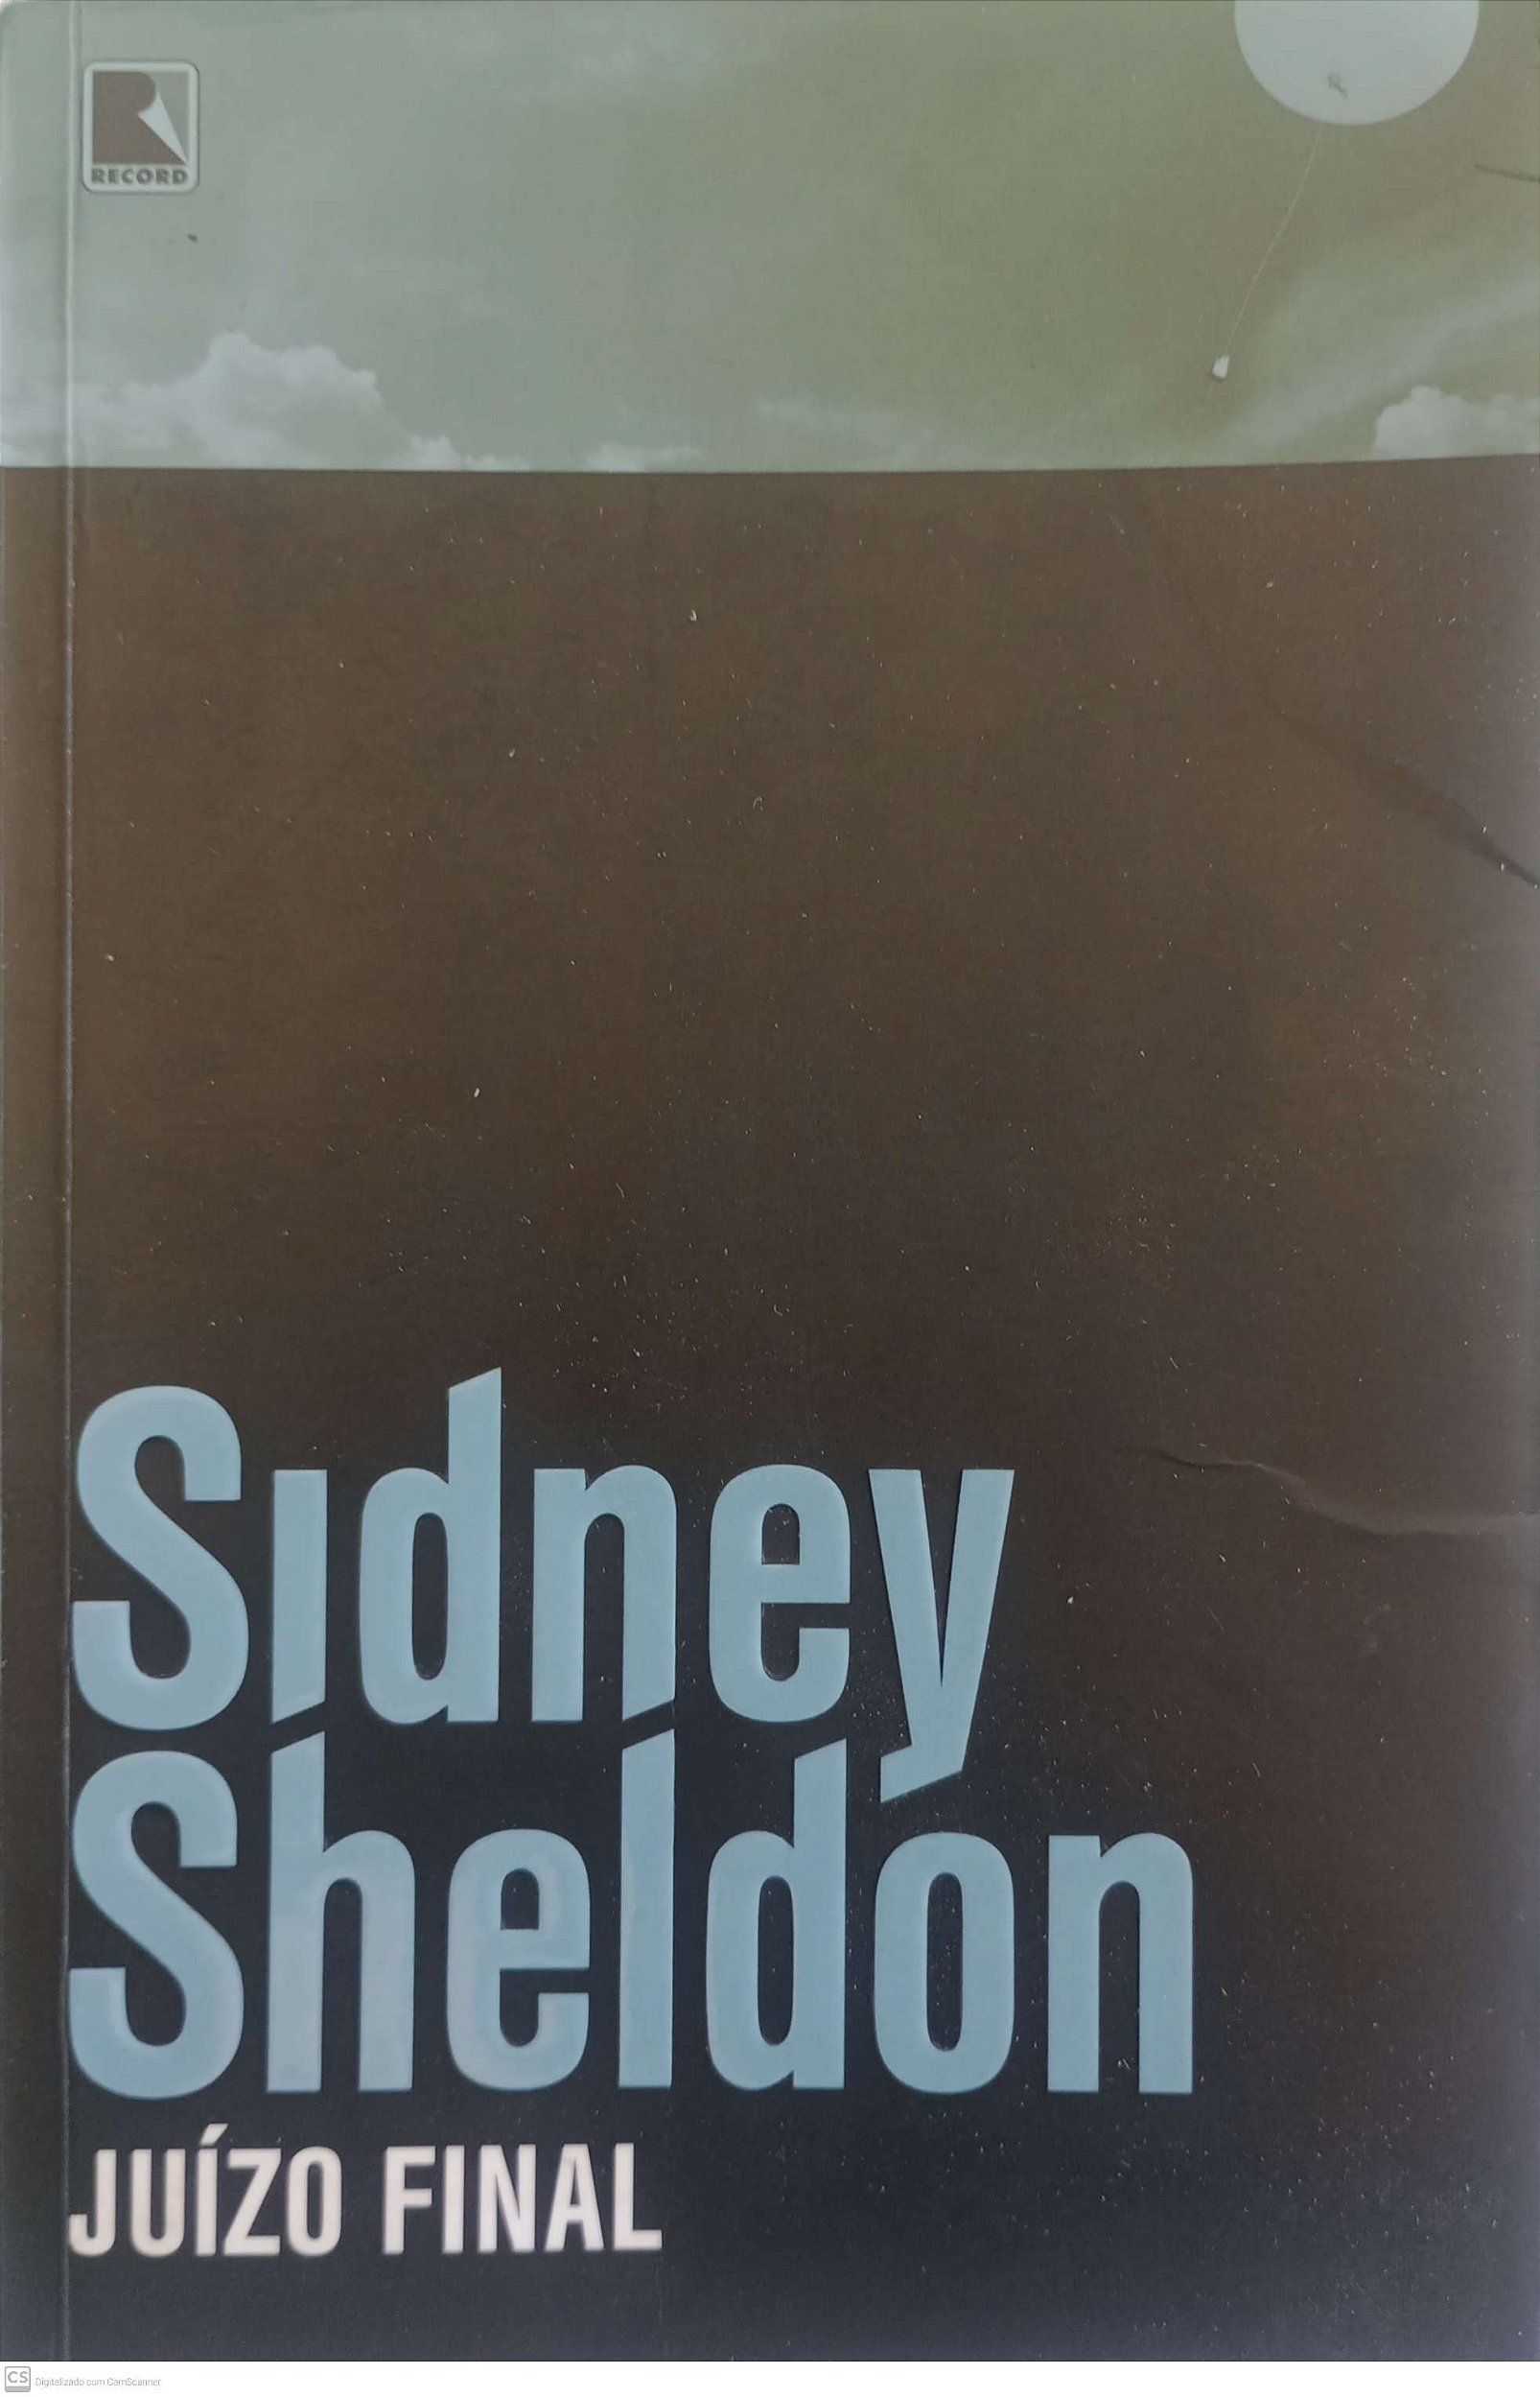 RECORD
Sidney
Sheldon
JUÍZO FINAL
CS Digitalizado com CamScanner